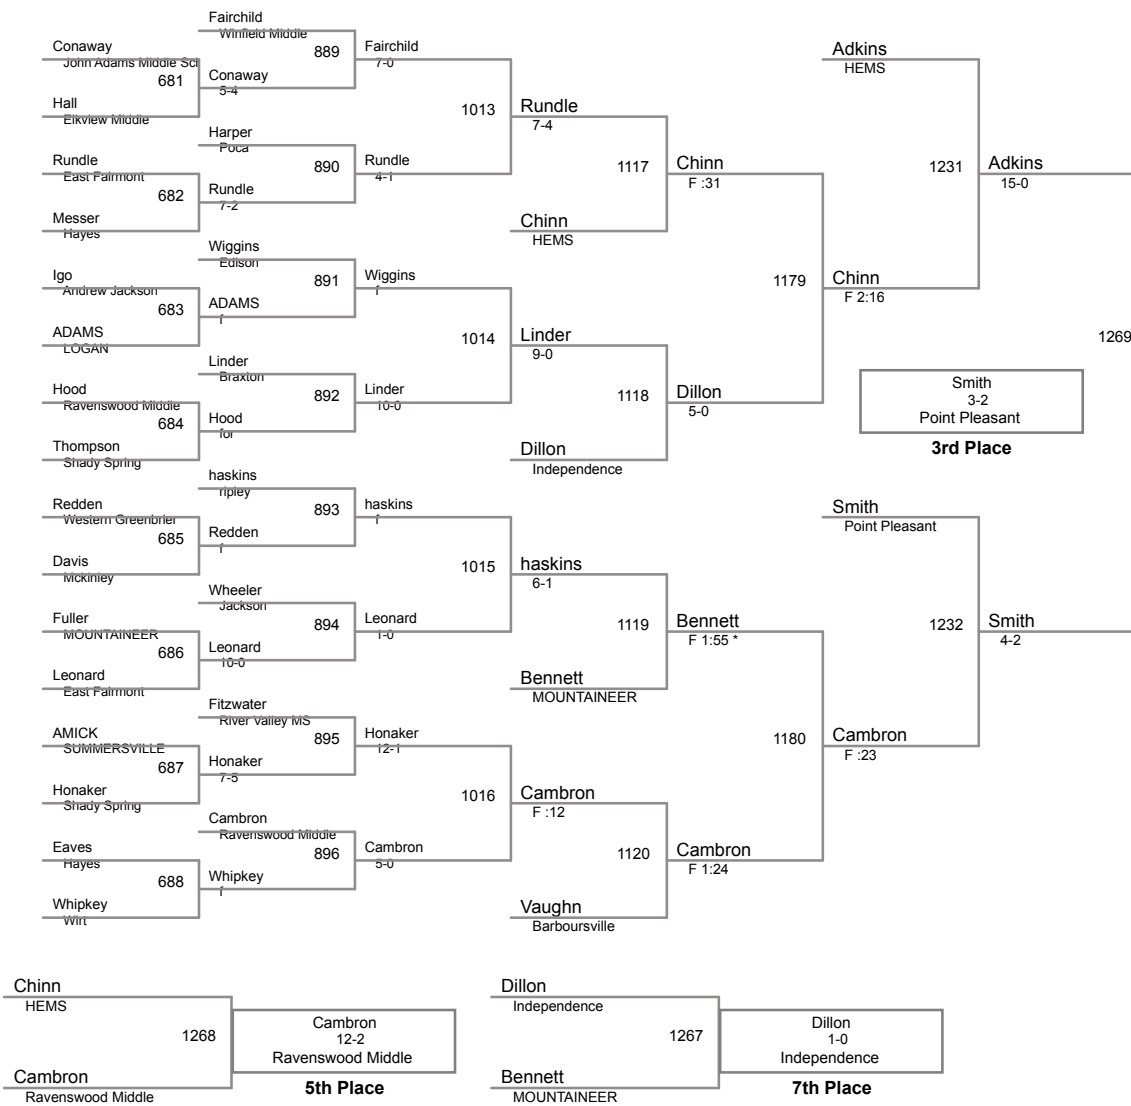 Fairchild
Winfield Middle
Conaway
John Adams Middle Sc
681
Hall
Elkview Middle
889
Conaway
5-4
Fairchild
7-0
Harper
Poca
Rundle
East Fairmont
682
Messer
Hayes
890
Rundle
7-2
Rundle
4-1
1013
Rundle
7-4
1117
Chinn
HEMS
Chinn
F :31
Wiggins
Edison
Igo
Andrew Jackson
683
ADAMS
LOGAN
891
ADAMS
f
Wiggins
f
Linder
Braxton
Hood
Ravenswood Middle
684
Thompson
Shady Spring
892
Hood
for
Linder
10-0
1014
Linder
9-0
1118
Dillon
Independence
Dillon
5-0
1179
Chinn
F 2:16
Adkins
HEMS
1231
Adkins
15-0
1269
Smith
3-2
Point Pleasant
3rd Place
haskins
ripley
Redden
Western Greenbrier
685
Davis
Mckinley
893
Redden
f
haskins
f
Wheeler
Jackson
Fuller
MOUNTAINEER
686
Leonard
East Fairmont
894
Leonard
10-0
Leonard
1-0
1015
haskins
6-1
1119
Bennett
MOUNTAINEER
Bennett
F 1:55 *
Fitzwater
River Valley MS
AMICK
SUMMERSVILLE
687
Honaker
Shady Spring
895
Honaker
7-5
Honaker
12-1
Cambron
Ravenswood Middle
Eaves
Hayes
688
Whipkey
Wirt
896
Whipkey
f
Cambron
5-0
1016
Cambron
F :12
1120
Vaughn
Barboursville
Cambron
F 1:24
1180
Cambron
F :23
Smith
Point Pleasant
1232
Smith
4-2
Chinn
HEMS
1268
Cambron
Ravenswood Middle
Cambron
12-2
Ravenswood Middle
5th Place
Dillon
Independence
1267
Bennett
MOUNTAINEER
Dillon
1-0
Independence
7th Place